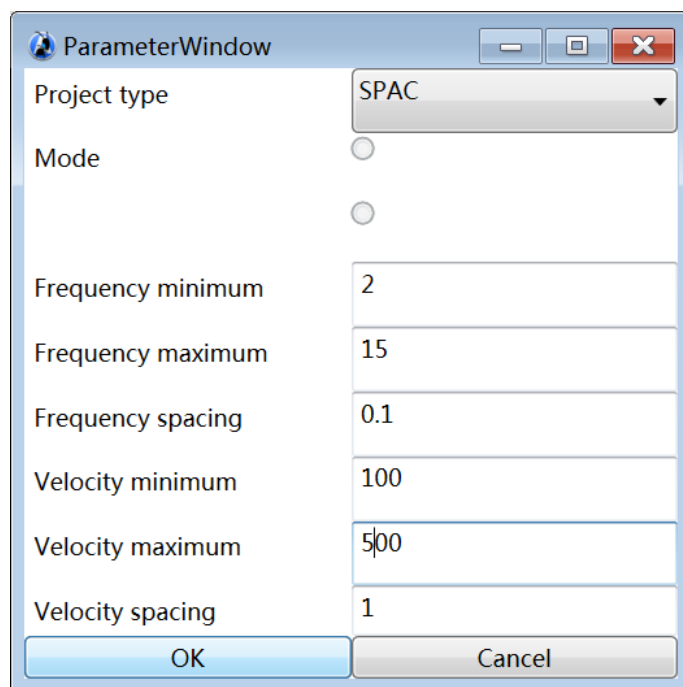 ParameterWindow
Project type SPAC
Mode
Frequency minimum 2
Frequency maximum 15
Frequency spacing 0.1
Velocity minimum 100
Velocity maximum 500
Velocity spacing 1
OK Cancel